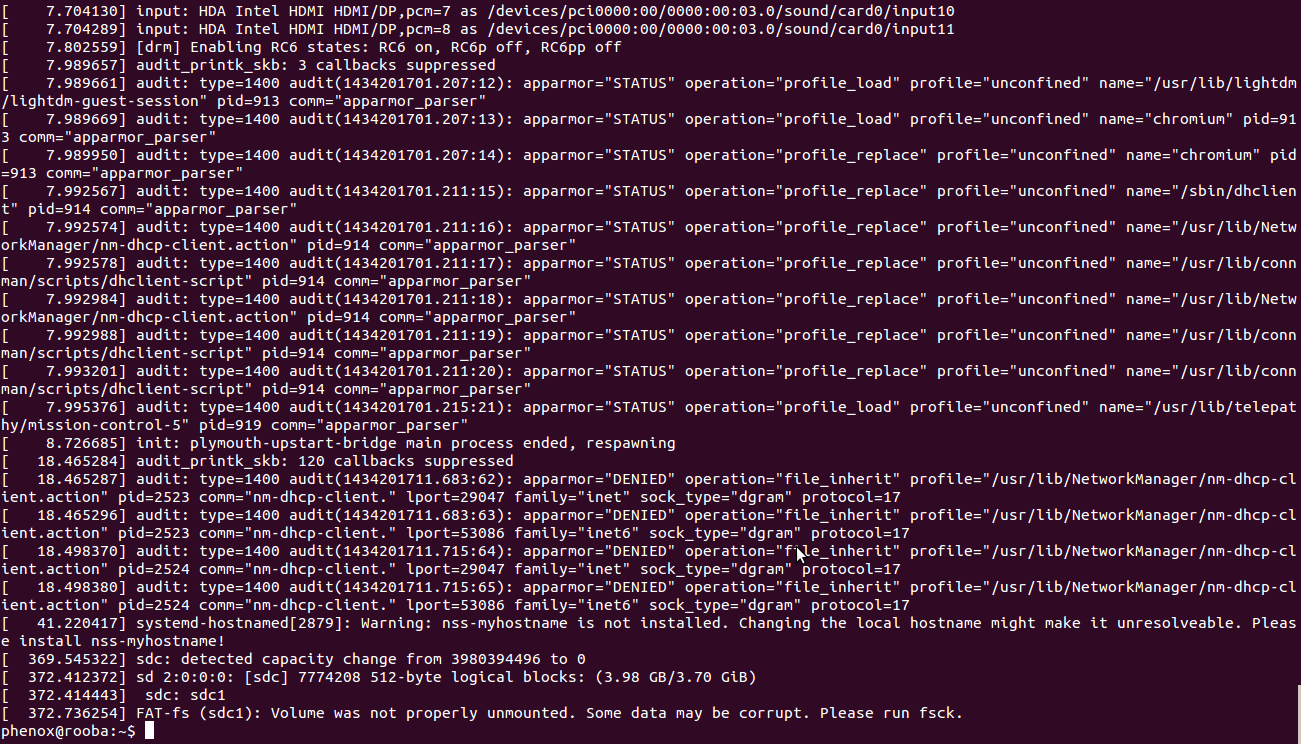 [    7.704130] input: HDA Intel HDMI HDMI/DP,pcm=7 as /devices/pci0000:00/0000:00:03.0/sound/card0/input10
[    7.704289] input: HDA Intel HDMI HDMI/DP,pcm=8 as /devices/pci0000:00/0000:00:03.0/sound/card0/input11
[    7.802559] [drm] Enabling RC6 states: RC6 on, RC6p off, RC6pp off
[    7.989657] audit_printk_skb: 3 callbacks suppressed
[    7.989661] audit: type=1400 audit(1434201701.207:12): apparmor="STATUS" operation="profile_load" profile="unconfined" name="/usr/lib/lightdm
/lightdm-guest-session" pid=913 comm="apparmor_parser"
[    7.989669] audit: type=1400 audit(1434201701.207:13): apparmor="STATUS" operation="profile_load" profile="unconfined" name="chromium" pid=91
3 comm="apparmor_parser"
[    7.989950] audit: type=1400 audit(1434201701.207:14): apparmor="STATUS" operation="profile_replace" profile="unconfined" name="chromium" pid
=913 comm="apparmor_parser"
[    7.992567] audit: type=1400 audit(1434201701.211:15): apparmor="STATUS" operation="profile_replace" profile="unconfined" name="/sbin/dhclien
t" pid=914 comm="apparmor_parser"
[    7.992574] audit: type=1400 audit(1434201701.211:16): apparmor="STATUS" operation="profile_replace" profile="unconfined" name="/usr/lib/Netw
orkManager/nm-dhcp-client.action" pid=914 comm="apparmor_parser"
[    7.992578] audit: type=1400 audit(1434201701.211:17): apparmor="STATUS" operation="profile_replace" profile="unconfined" name="/usr/lib/conn
man/scripts/dhclient-script" pid=914 comm="apparmor_parser"
[    7.992984] audit: type=1400 audit(1434201701.211:18): apparmor="STATUS" operation="profile_replace" profile="unconfined" name="/usr/lib/Netw
orkManager/nm-dhcp-client.action" pid=914 comm="apparmor_parser"
[    7.992988] audit: type=1400 audit(1434201701.211:19): apparmor="STATUS" operation="profile_replace" profile="unconfined" name="/usr/lib/conn
man/scripts/dhclient-script" pid=914 comm="apparmor_parser"
[    7.993201] audit: type=1400 audit(1434201701.211:20): apparmor="STATUS" operation="profile_replace" profile="unconfined" name="/usr/lib/conn
man/scripts/dhclient-script" pid=914 comm="apparmor_parser"
[    7.995376] audit: type=1400 audit(1434201701.215:21): apparmor="STATUS" operation="profile_load" profile="unconfined" name="/usr/lib/telepat
hy/mission-control-5" pid=919 comm="apparmor_parser"
[    8.726685] init: plymouth-upstart-bridge main process ended, respawning
[   18.465284] audit_printk_skb: 120 callbacks suppressed
[   18.465287] audit: type=1400 audit(1434201711.683:62): apparmor="DENIED" operation="file_inherit" profile="/usr/lib/NetworkManager/nm-dhcp-cl
ient.action" pid=2523 comm="nm-dhcp-client." lport=29047 family="inet" sock_type="dgram" protocol=17
[   18.465296] audit: type=1400 audit(1434201711.683:63): apparmor="DENIED" operation="file_inherit" profile="/usr/lib/NetworkManager/nm-dhcp-cl
ient.action" pid=2523 comm="nm-dhcp-client." lport=53086 family="inet6" sock_type="dgram" protocol=17
[   18.498370] audit: type=1400 audit(1434201711.715:64): apparmor="DENIED" operation="file_inherit" profile="/usr/lib/NetworkManager/nm-dhcp-cl
ient.action" pid=2524 comm="nm-dhcp-client." lport=29047 family="inet" sock_type="dgram" protocol=17
[   18.498380] audit: type=1400 audit(1434201711.715:65): apparmor="DENIED" operation="file_inherit" profile="/usr/lib/NetworkManager/nm-dhcp-cl
ient.action" pid=2524 comm="nm-dhcp-client." lport=53086 family="inet6" sock_type="dgram" protocol=17
[   41.220417] systemd-hostnamed[2879]: Warning: nss-myhostname is not installed. Changing the local hostname might make it unresolveable. Pleas
e install nss-myhostname!
[  369.545322] sdc: detected capacity change from 3980394496 to 0
[  372.412372] sd 2:0:0:0: [sdc] 7774208 512-byte logical blocks: (3.98 GB/3.70 GiB)
[  372.414443]  sdc: sdc1
[  372.736254] FAT-fs (sdc1): Volume was not properly unmounted. Some data may be corrupt. Please run fsck.
phenox@rooba:~$